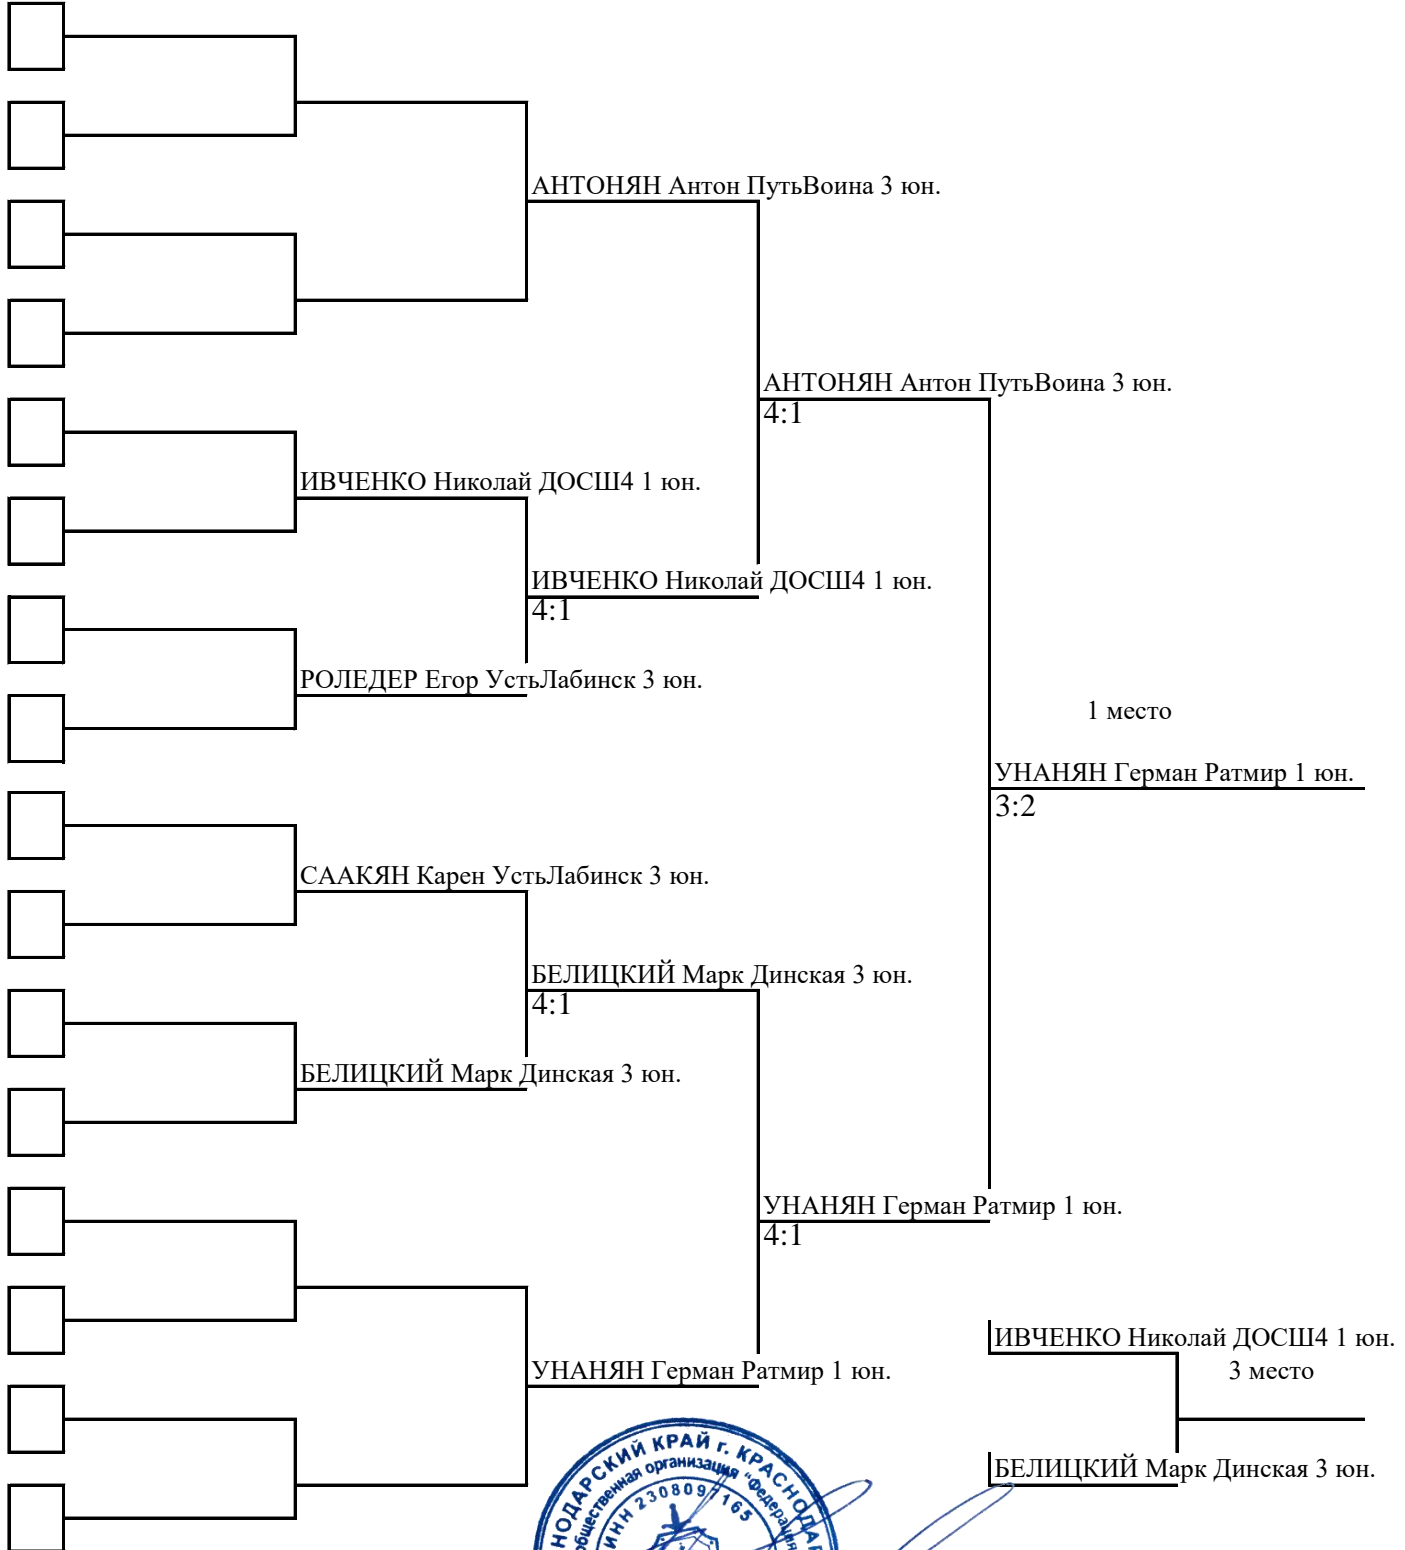 АНТОНЯН Антон ПутьВоина 3 юн.
АНТОНЯН Антон ПутьВоина 3 юн.
4:1
ИВЧЕНКО Николай ДОСШ4 1 юн.
ИВЧЕНКО Николай ДОСШ4 1 юн.
4:1
РОЛЕДЕР Егор УстьЛабинск 3 юн.
1 место
УНАНЯН Герман Ратмир 1 юн.
3:2
СААКЯН Карен УстьЛабинск 3 юн.
БЕЛИЦКИЙ Марк Динская 3 юн.
4:1
БЕЛИЦКИЙ Марк Динская 3 юн.
УНАНЯН Герман Ратмир 1 юн.
4:1
ИВЧЕНКО Николай ДОСШ4 1 юн.
3 место
УНАНЯН Герман Ратмир 1 юн.
БЕЛИЦКИЙ Марк Динская 3 юн.
КРАЙ г.
общественная организация "Федерация
ИНН 2308097165